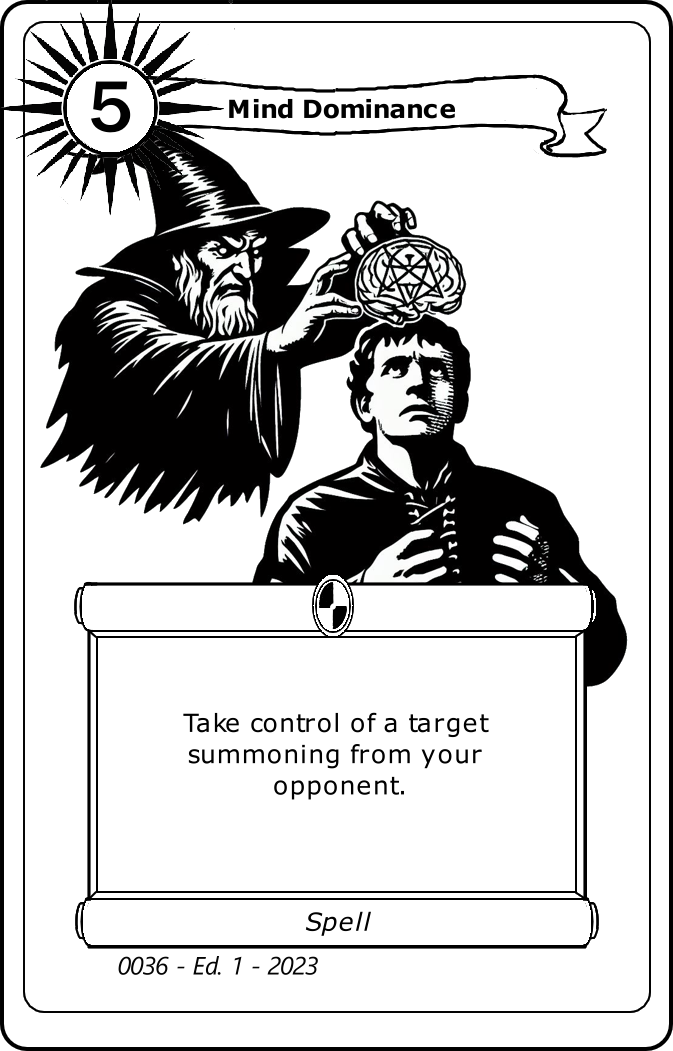 5
Mind Dominance
Take control of a target
summoning from your
opponent.
Spell
0036 - Ed. 1 - 2023